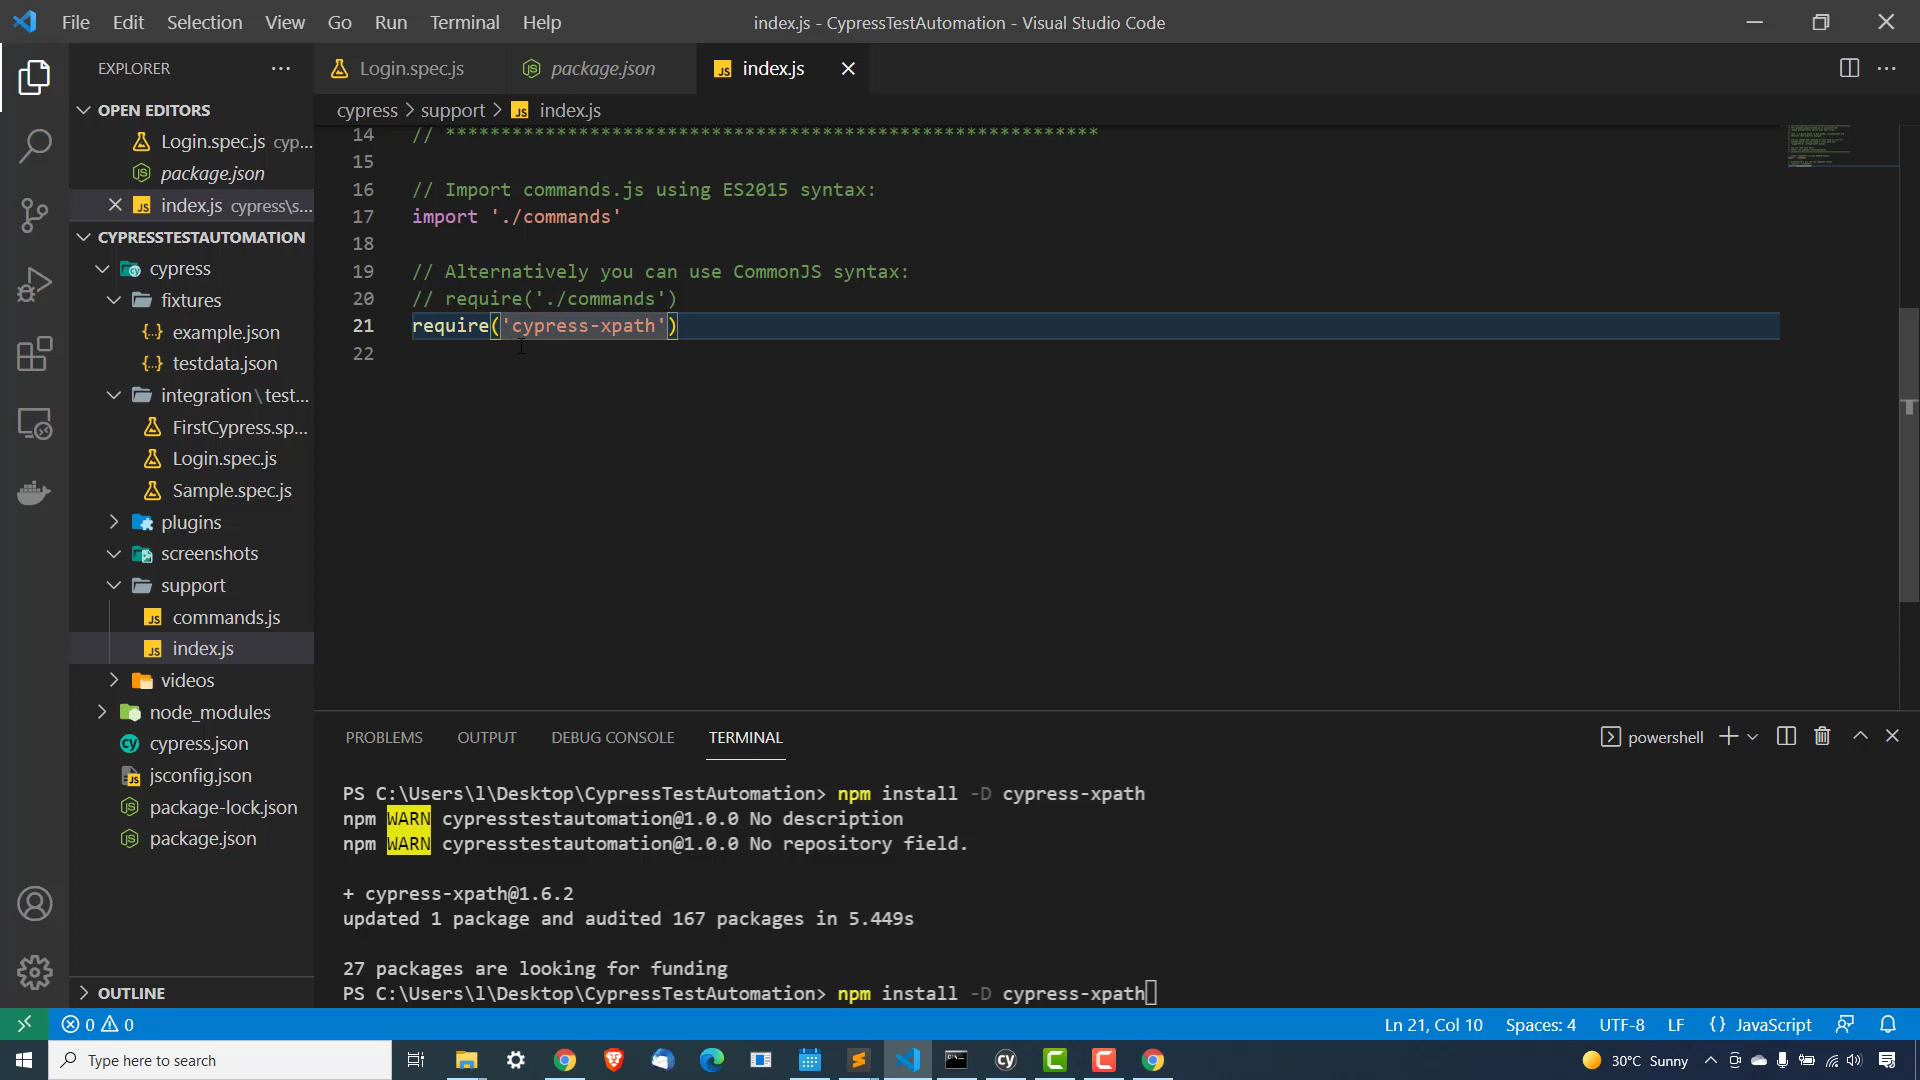 File Edit Selection View Go Run Terminal Help
index.js - CypressTestAutomation - Visual Studio Code
EXPLORER
OPEN EDITORS
Login.spec.js cyp...
package.json
index.js cypress\s...
CYPRESSTESTAUTOMATION
cypress
fixtures
{..} example.json
{..} testdata.json
integration\test...
FirstCypress.sp...
Login.spec.js
Sample.spec.js
plugins
screenshots
support
JS commands.js
JS index.js
videos
node_modules
cypress.json
jsconfig.json
package-lock.json
package.json
OUTLINE
Login.spec.js
package.json
JS index.js
cypress > support > JS index.js
14 // ***********************************************************
15
16 // Import commands.js using ES2015 syntax:
17 import './commands'
18
19 // Alternatively you can use CommonJS syntax:
20 // require('./commands')
21 require('cypress-xpath')
22
PROBLEMS OUTPUT DEBUG CONSOLE TERMINAL
powershell
PS C:\Users\l\Desktop\CypressTestAutomation> npm install -D cypress-xpath
npm WARN cypresstestautomation@1.0.0 No description
npm WARN cypresstestautomation@1.0.0 No repository field.
+ cypress-xpath@1.6.2
updated 1 package and audited 167 packages in 5.449s
27 packages are looking for funding
PS C:\Users\l\Desktop\CypressTestAutomation> npm install -D cypress-xpath
0 0
Ln 21, Col 10 Spaces: 4 UTF-8 LF {} JavaScript
Type here to search
cy
30°C Sunny